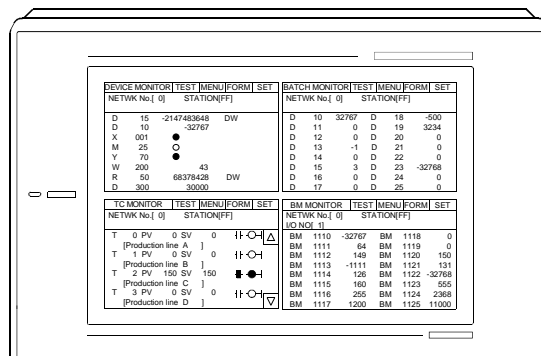 DEVICE MONITOR TEST MENU FORM SET
NETWK No.[ 0] STATION[FF]
D 15 -2147483648 DW
D 10 -32767
X 001
M 25
Y 70
W 200 43
R 50 68378428 DW
D 300 30000
BATCH MONITOR TEST MENU FORM SET
NETWK No.[ 0] STATION[FF]
D 10 32767 D 18 -500
D 11 0 D 19 3234
D 12 0 D 20 0
D 13 -1 D 21 0
D 14 0 D 22 0
D 15 3 D 23 -32768
D 16 0 D 24 0
D 17 0 D 25 0
TC MONITOR TEST MENU FORM SET
NETWK No.[ 0] STATION[FF]
T 0 PV 0 SV 0
[Production line A ]
T 1 PV 0 SV 0
[Production line B ]
T 2 PV 150 SV 150
[Production line C ]
T 3 PV 0 SV 0
[Production line D ]
BM MONITOR TEST MENU FORM SET
NETWK No.[ 0] STATION[FF]
I/O NO[ 1]
BM 1110 -32767 BM 1118 0
BM 1111 64 BM 1119 0
BM 1112 149 BM 1120 150
BM 1113 -1111 BM 1121 131
BM 1114 126 BM 1122 -32768
BM 1115 160 BM 1123 555
BM 1116 255 BM 1124 2368
BM 1117 1200 BM 1125 11000